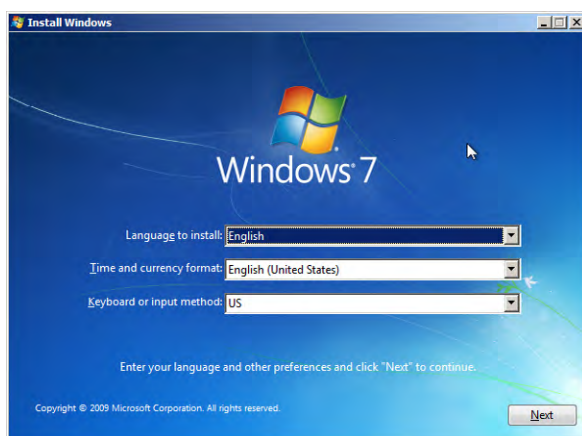 Install Windows
Windows 7
Language to install: English
Time and currency format: English (United States)
Keyboard or input method: US
Enter your language and other preferences and click "Next" to continue.
Copyright © 2009 Microsoft Corporation. All rights reserved.
Next